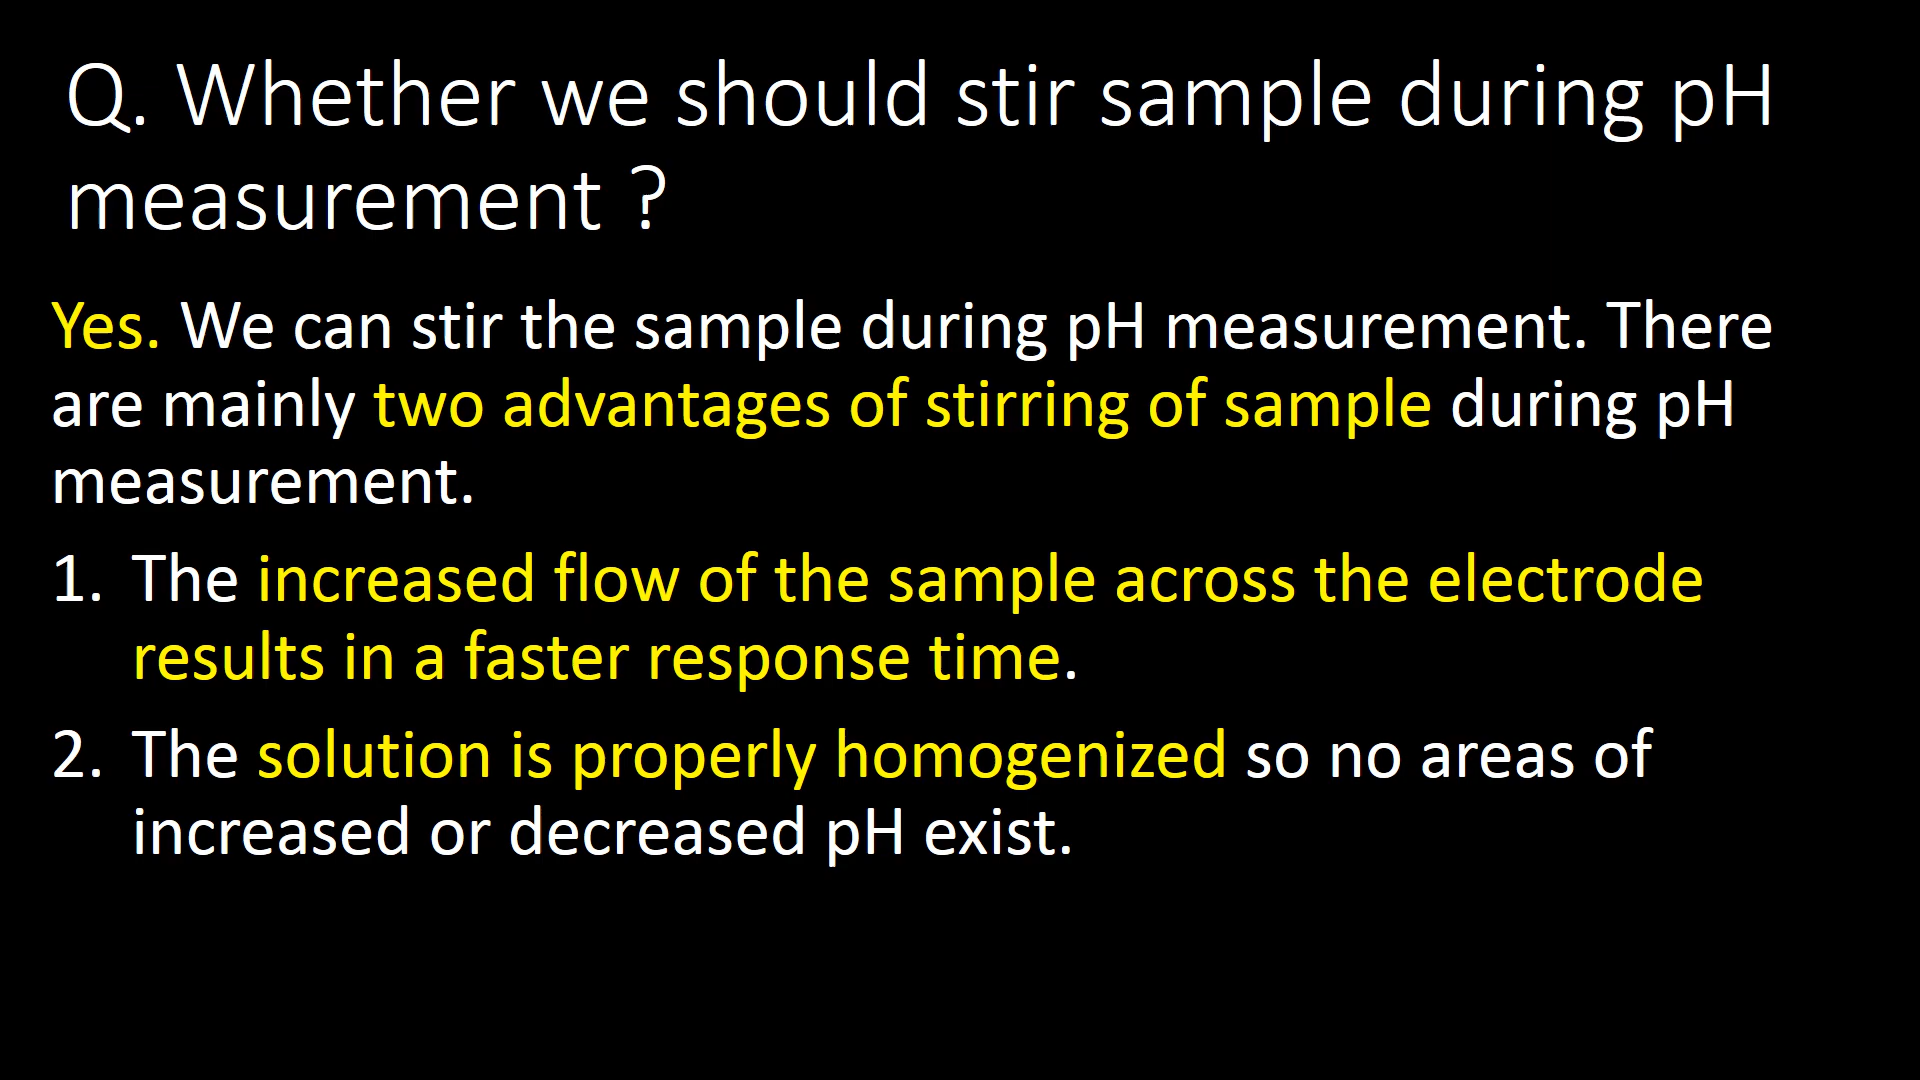 Q. Whether we should stir sample during pH
measurement ?
Yes. We can stir the sample during pH measurement. There
are mainly two advantages of stirring of sample during pH
measurement.
1. The increased flow of the sample across the electrode
results in a faster response time.
2. The solution is properly homogenized so no areas of
increased or decreased pH exist.